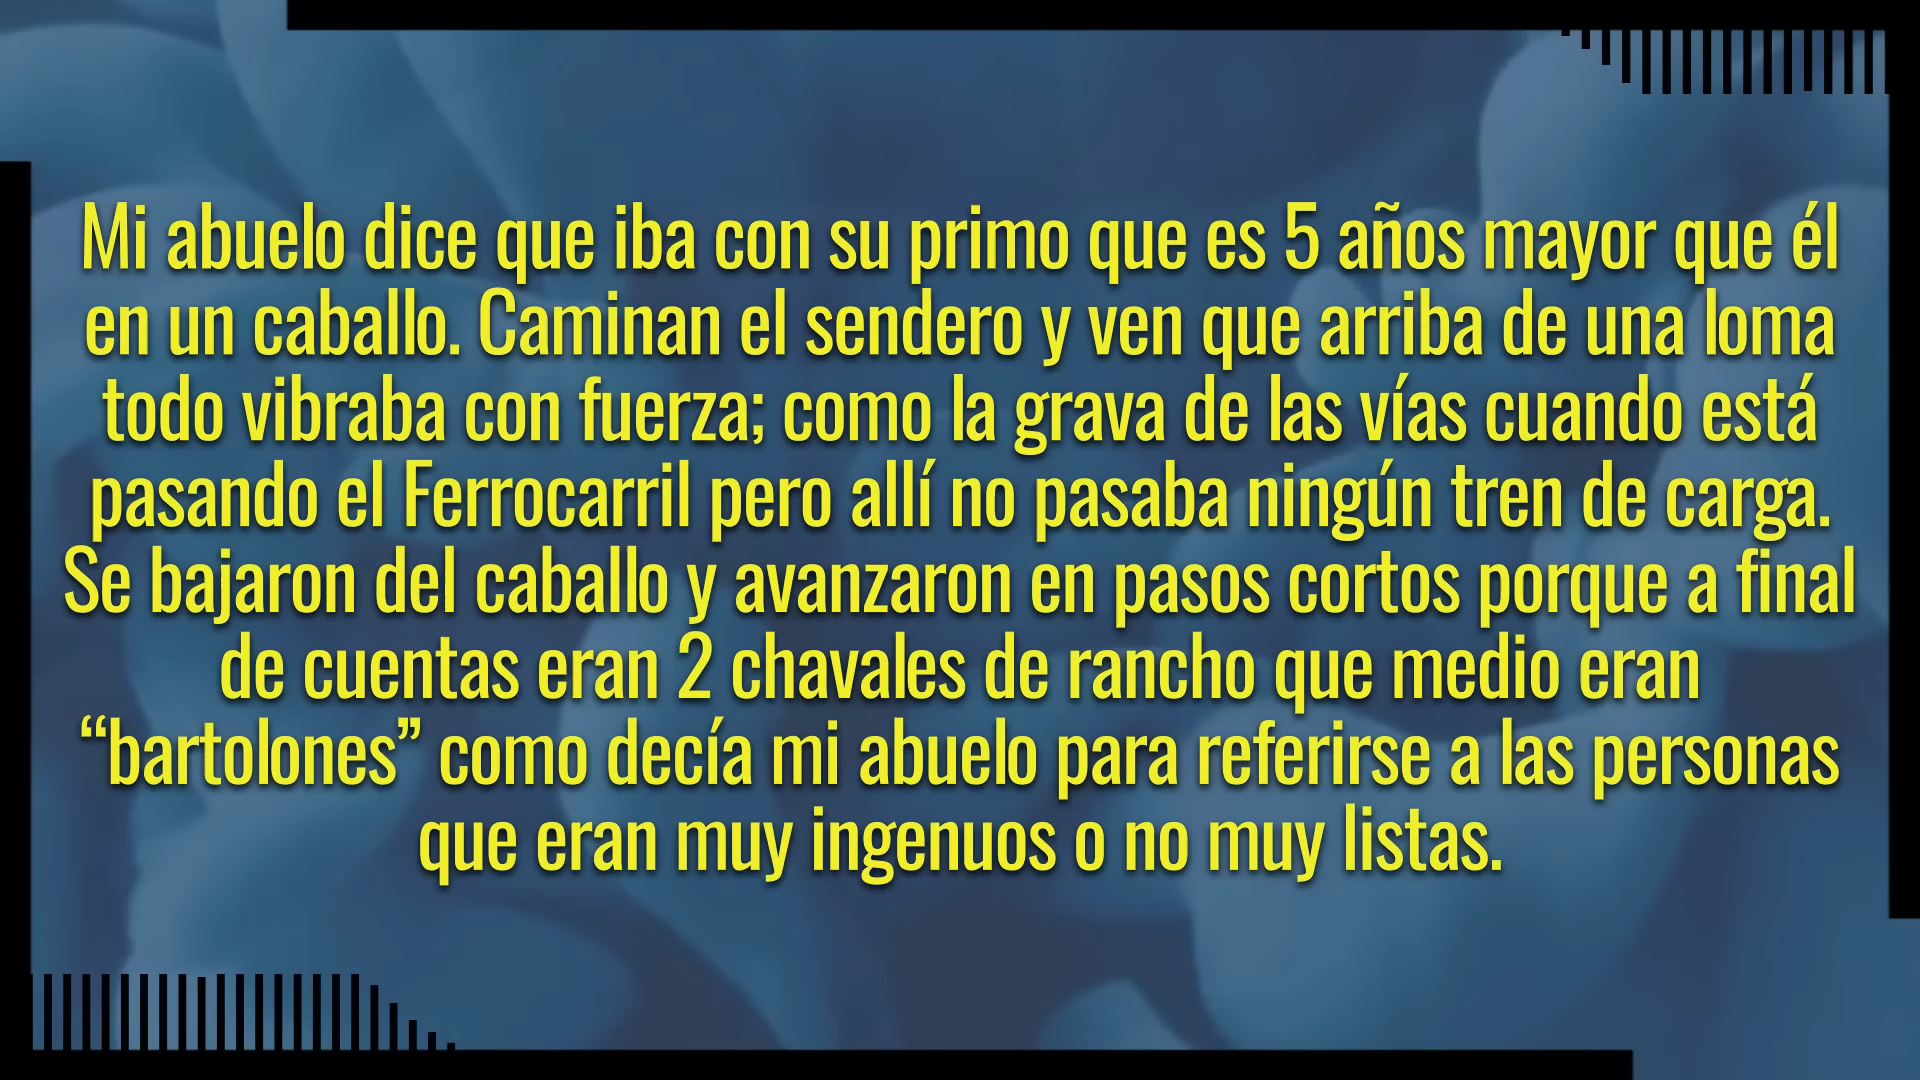 Mi abuelo dice que iba con su primo que es 5 años mayor que él
en un caballo. Caminan el sendero y ven que arriba de una loma
todo vibraba con fuerza; como la grava de las vías cuando está
pasando el Ferrocarril pero allí no pasaba ningún tren de carga.
Se bajaron del caballo y avanzaron en pasos cortos porque a final
de cuentas eran 2 chavales de rancho que medio eran
“bartolones” como decía mi abuelo para referirse a las personas
que eran muy ingenuos o no muy listas.